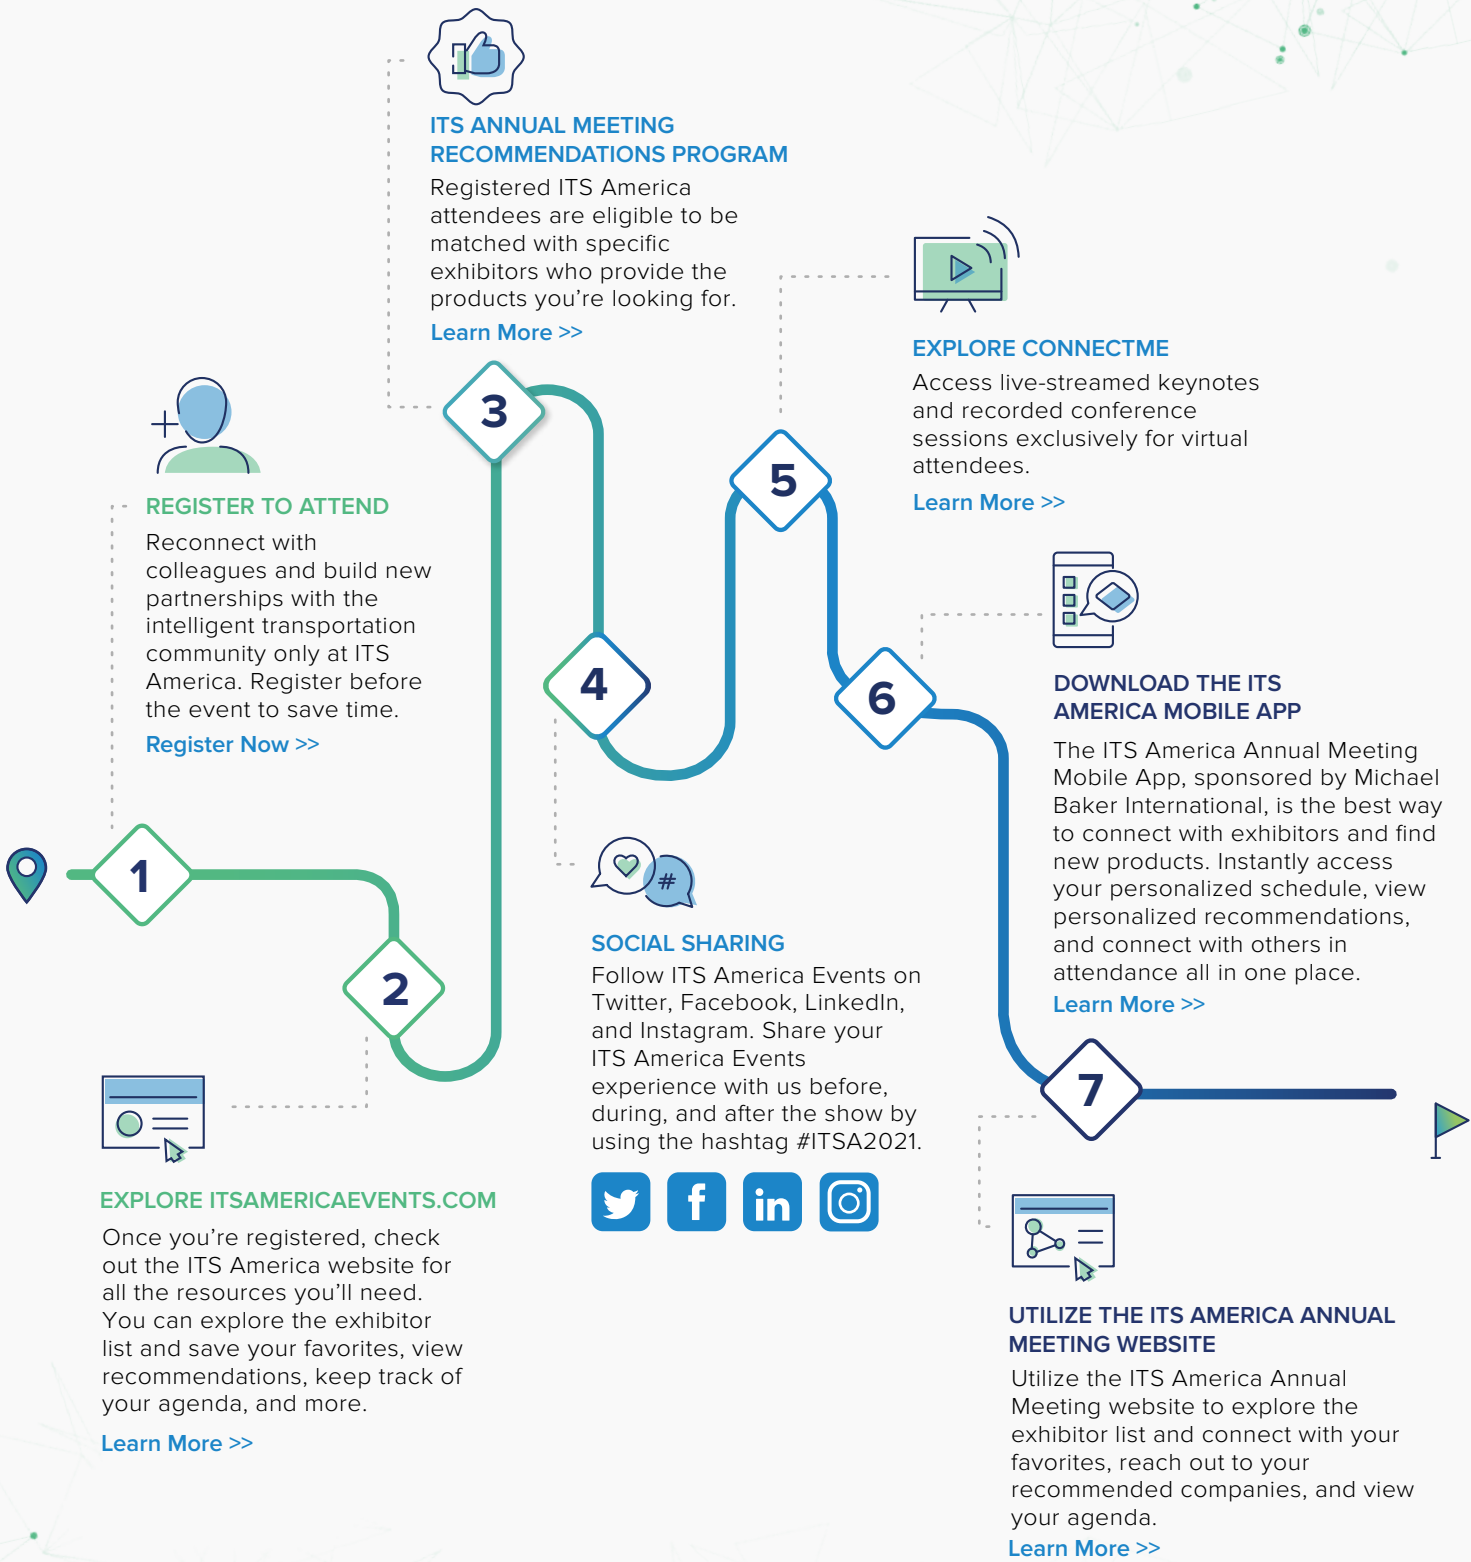 ITS ANNUAL MEETING
RECOMMENDATIONS PROGRAM
Registered ITS America
attendees are eligible to be
matched with specific
exhibitors who provide the
products you’re looking for.
Learn More >>
3
REGISTER TO ATTEND
Reconnect with
colleagues and build new
partnerships with the
intelligent transportation
community only at ITS
America. Register before
the event to save time.
Register Now >>
1
2
EXPLORE ITSAMERICAEVENTS.COM
Once you’re registered, check
out the ITS America website for
all the resources you’ll need.
You can explore the exhibitor
list and save your favorites, view
recommendations, keep track of
your agenda, and more.
Learn More >>
4
#
SOCIAL SHARING
Follow ITS America Events on
Twitter, Facebook, LinkedIn,
and Instagram. Share your
ITS America Events
experience with us before,
during, and after the show by
using the hashtag #ITSA2021.
f
in
5
EXPLORE CONNECTME
Access live-streamed keynotes
and recorded conference
sessions exclusively for virtual
attendees.
Learn More >>
6
DOWNLOAD THE ITS
AMERICA MOBILE APP
The ITS America Annual Meeting
Mobile App, sponsored by Michael
Baker International, is the best way
to connect with exhibitors and find
new products. Instantly access
your personalized schedule, view
personalized recommendations,
and connect with others in
attendance all in one place.
Learn More >>
7
UTILIZE THE ITS AMERICA ANNUAL
MEETING WEBSITE
Utilize the ITS America Annual
Meeting website to explore the
exhibitor list and connect with your
favorites, reach out to your
recommended companies, and view
your agenda.
Learn More >>